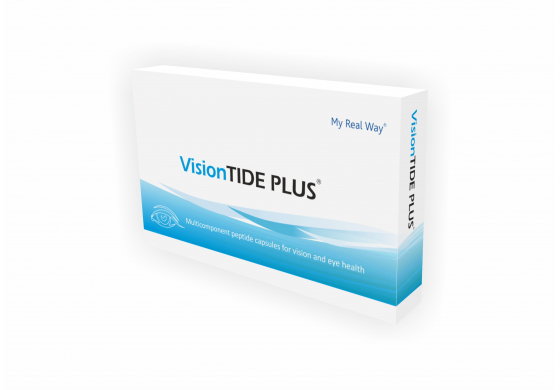 My Real Way®
VisionTIDE PLUS®
Multicomponent peptide capsules for vision and eye health
VisionTIDE PLUS®